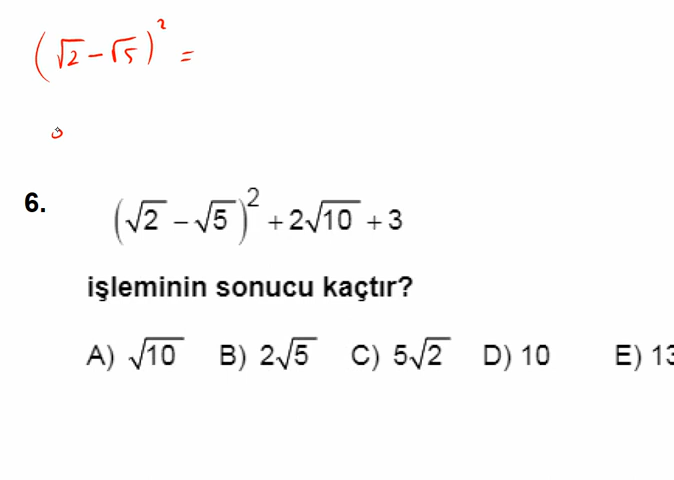 (√2 − √5)² =
6. (√2 − √5)² + 2√10 + 3
işleminin sonucu kaçtır?
A) √10 B) 2√5 C) 5√2 D) 10 E) 13